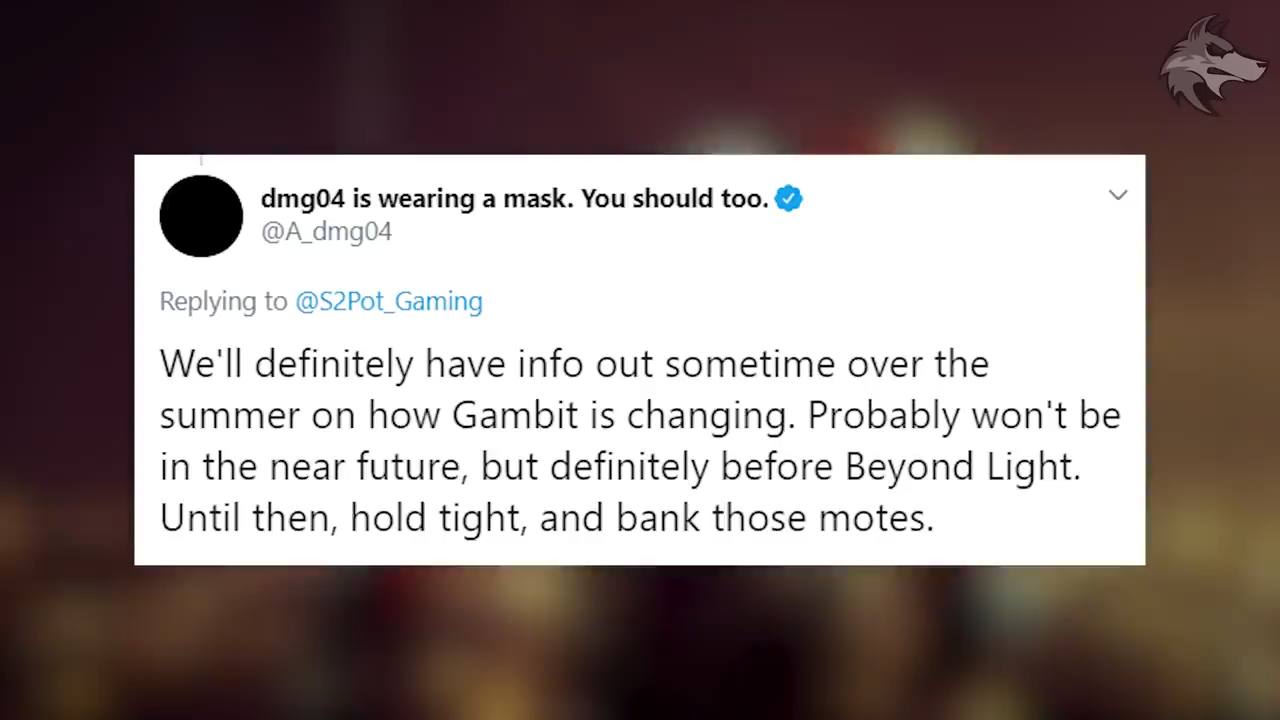 dmg04 is wearing a mask. You should too.
@A_dmg04
Replying to @S2Pot_Gaming
We'll definitely have info out sometime over the
summer on how Gambit is changing. Probably won't be
in the near future, but definitely before Beyond Light.
Until then, hold tight, and bank those motes.